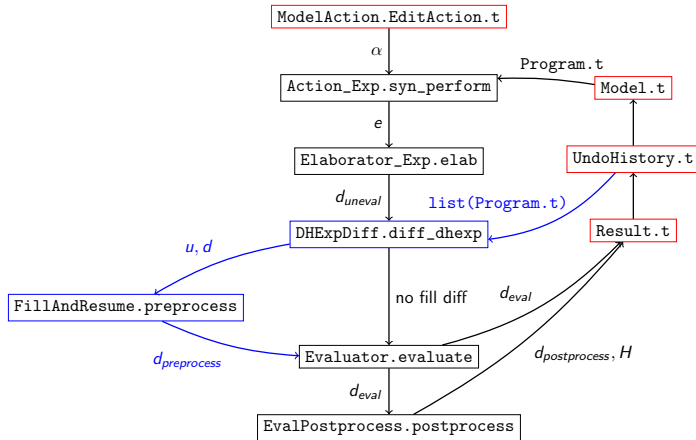 ModelAction.EditAction.t
α
Program.t
Action_Exp.syn_perform
Model.t
e
Elaborator_Exp.elab
UndoHistory.t
d_uneval
list(Program.t)
DHExpDiff.diff_dhexp
Result.t
u, d
no fill diff
d_eval
FillAndResume.preprocess
d_preprocess
Evaluator.evaluate
d_postprocess, H
d_eval
EvalPostprocess.postprocess